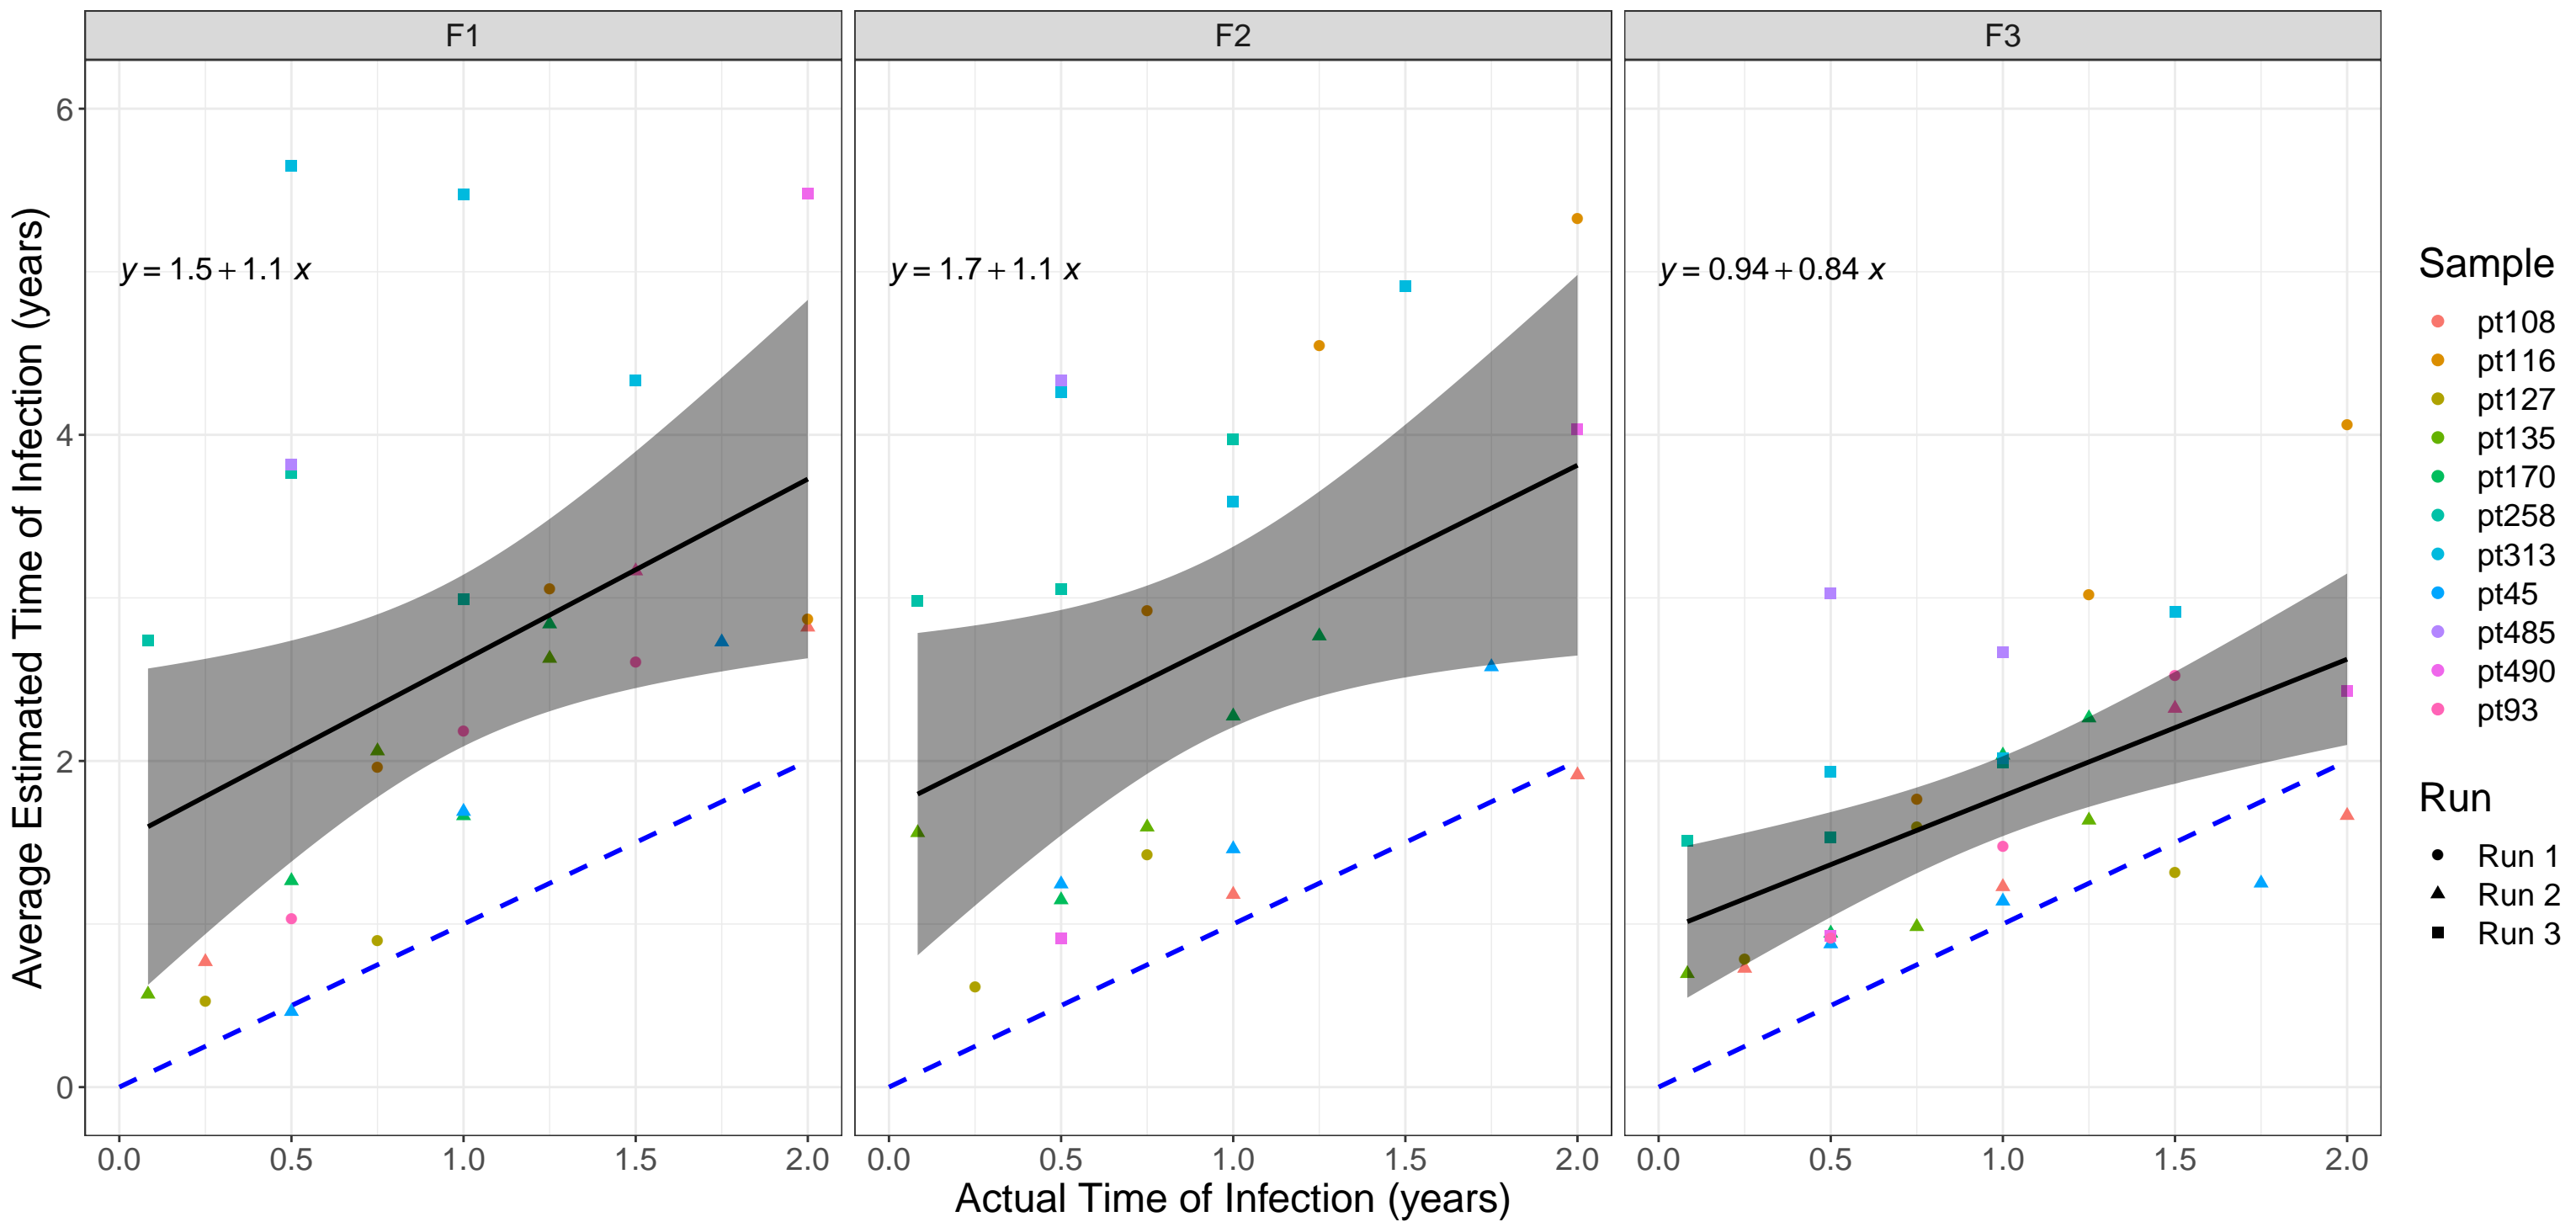 F1
F2
F3
Average Estimated Time of Infection (years)
6
4
2
0
y = 1.5 + 1.1 x
y = 1.7 + 1.1 x
y = 0.94 + 0.84 x
0.0 0.5 1.0 1.5 2.0
0.0 0.5 1.0 1.5 2.0
0.0 0.5 1.0 1.5 2.0
Actual Time of Infection (years)
Sample
pt108
pt116
pt127
pt135
pt170
pt258
pt313
pt45
pt485
pt490
pt93
Run
Run 1
Run 2
Run 3